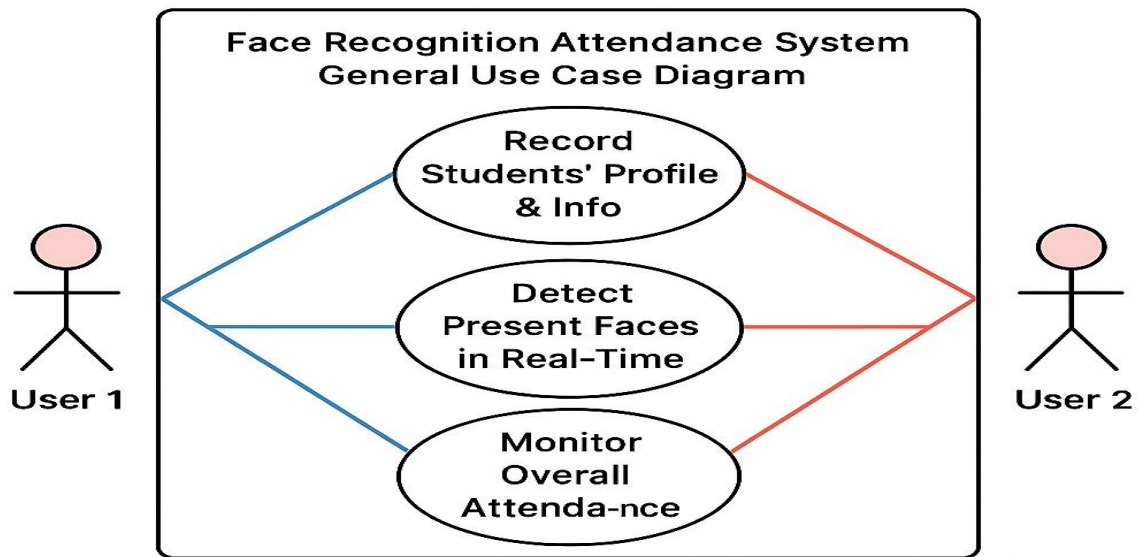 Face Recognition Attendance System
General Use Case Diagram
Record
Students' Profile
& Info
Detect
Present Faces
in Real-Time
Monitor
Overall
Attenda-nce
User 1
User 2